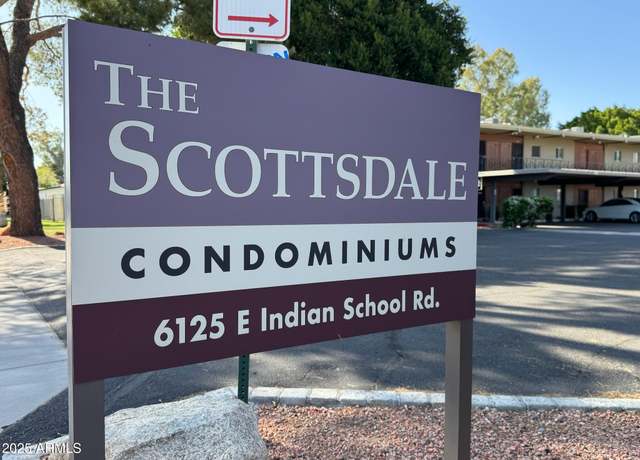 THE
SCOTTSDALE
CONDOMINIUMS
6125 E Indian School Rd.
2025 ARMLS